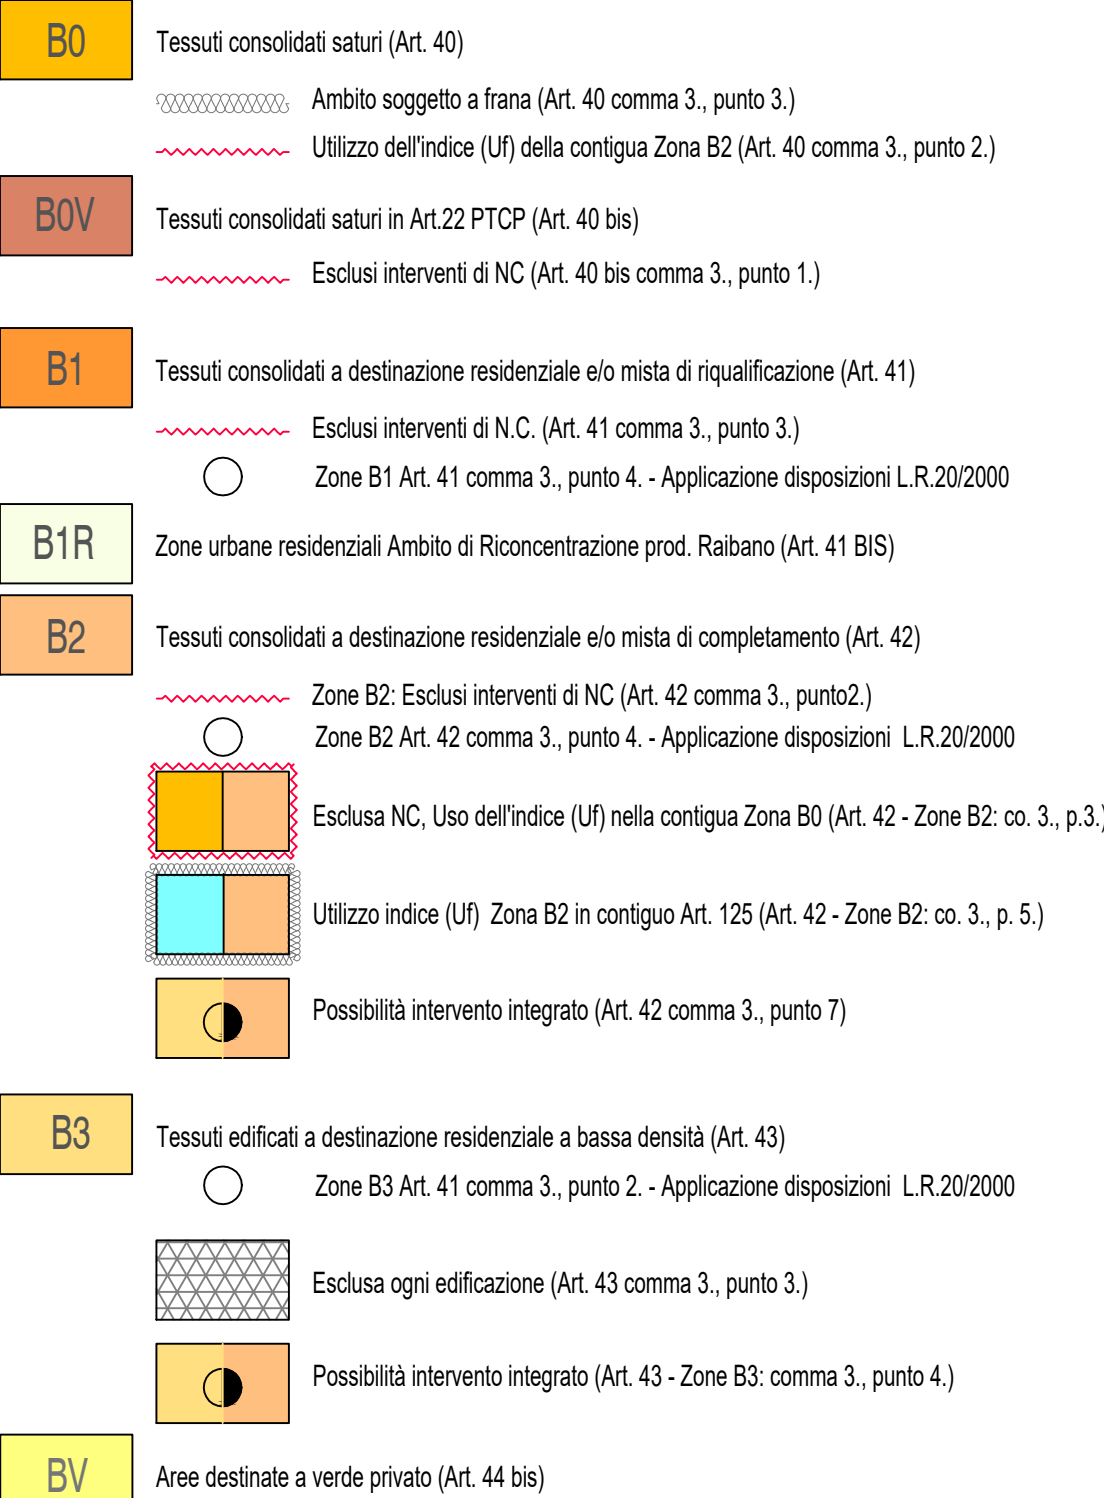 B0 Tessuti consolidati saturi (Art. 40)
Ambito soggetto a frana (Art. 40 comma 3., punto 3.)
Utilizzo dell'indice (Uf) della contigua Zona B2 (Art. 40 comma 3., punto 2.)
B0V Tessuti consolidati saturi in Art.22 PTCP (Art. 40 bis)
Esclusi interventi di NC (Art. 40 bis comma 3., punto 1.)
B1 Tessuti consolidati a destinazione residenziale e/o mista di riqualificazione (Art. 41)
Esclusi interventi di N.C. (Art. 41 comma 3., punto 3.)
Zone B1 Art. 41 comma 3., punto 4. - Applicazione disposizioni L.R.20/2000
B1R Zone urbane residenziali Ambito di Riconcentrazione prod. Raibano (Art. 41 BIS)
B2 Tessuti consolidati a destinazione residenziale e/o mista di completamento (Art. 42)
Zone B2: Esclusi interventi di NC (Art. 42 comma 3., punto2.)
Zone B2 Art. 42 comma 3., punto 4. - Applicazione disposizioni L.R.20/2000
Esclusa NC, Uso dell'indice (Uf) nella contigua Zona B0 (Art. 42 - Zone B2: co. 3., p.3.)
Utilizzo indice (Uf) Zona B2 in contiguo Art. 125 (Art. 42 - Zone B2: co. 3., p. 5.)
Possibilità intervento integrato (Art. 42 comma 3., punto 7)
B3 Tessuti edificati a destinazione residenziale a bassa densità (Art. 43)
Zone B3 Art. 41 comma 3., punto 2. - Applicazione disposizioni L.R.20/2000
Esclusa ogni edificazione (Art. 43 comma 3., punto 3.)
Possibilità intervento integrato (Art. 43 - Zone B3: comma 3., punto 4.)
BV Aree destinate a verde privato (Art. 44 bis)